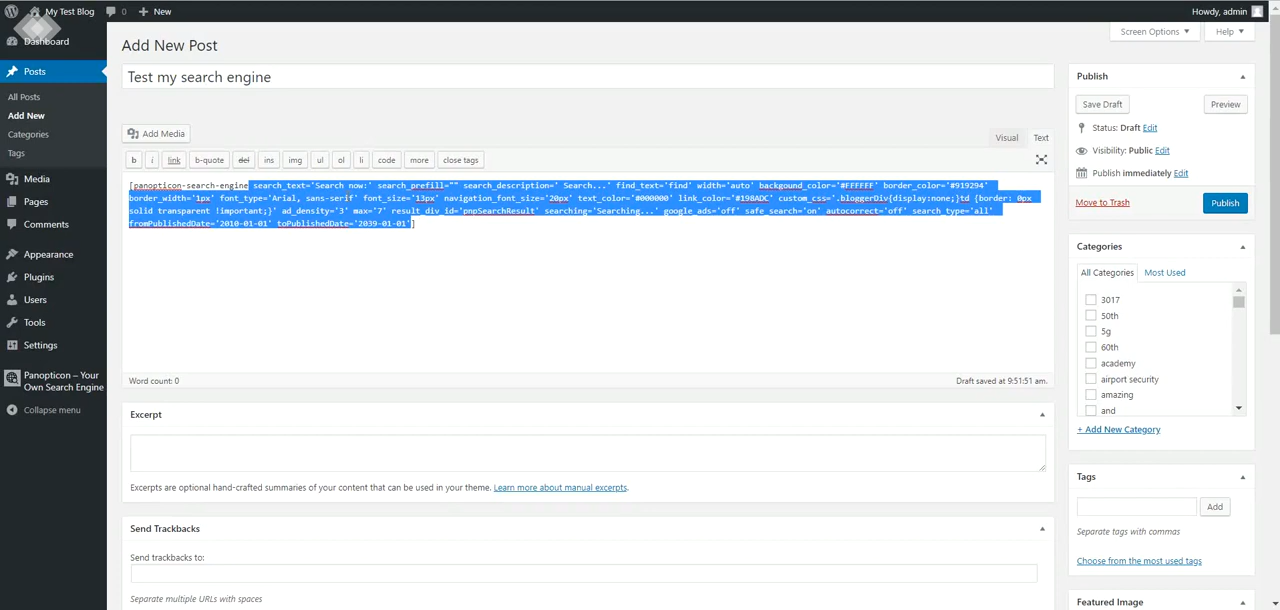 My Test Blog
0
New
Howdy, admin
Dashboard
Posts
All Posts
Add New
Categories
Tags
Media
Pages
Comments
Appearance
Plugins
Users
Tools
Settings
Panopticon – Your
Own Search Engine
Collapse menu
Screen Options
Help
Add New Post
Test my search engine
Add Media
Visual
Text
b
i
link
b-quote
del
ins
img
ul
ol
li
code
more
close tags
[panopticon-search-engine search_text='Search now:' search_prefill="" search_description=' Search...' find_text='find' width='auto' backgound_color='#FFFFFF' border_color='#919294'
border_width='1px' font_type='Arial, sans-serif' font_size='13px' navigation_font_size='20px' text_color='#000000' link_color='#198ADC' custom_css='.bloggerDiv{display:none;}td {border: 0px
solid transparent !important;}' ad_density='3' max='7' result_div_id='pnpSearchResult' searching='Searching...' google_ads='off' safe_search='on' autocorrect='off' search_type='all'
fromPublishedDate='2010-01-01' toPublishedDate='2039-01-01']
Word count: 0
Draft saved at 9:51:51 am.
Excerpt
Excerpts are optional hand-crafted summaries of your content that can be used in your theme. Learn more about manual excerpts.
Send Trackbacks
Send trackbacks to:
Separate multiple URLs with spaces
Publish
Save Draft
Preview
Status: Draft Edit
Visibility: Public Edit
Publish immediately Edit
Move to Trash
Publish
Categories
All Categories
Most Used
3017
50th
5g
60th
academy
airport security
amazing
and
+ Add New Category
Tags
Add
Separate tags with commas
Choose from the most used tags
Featured Image